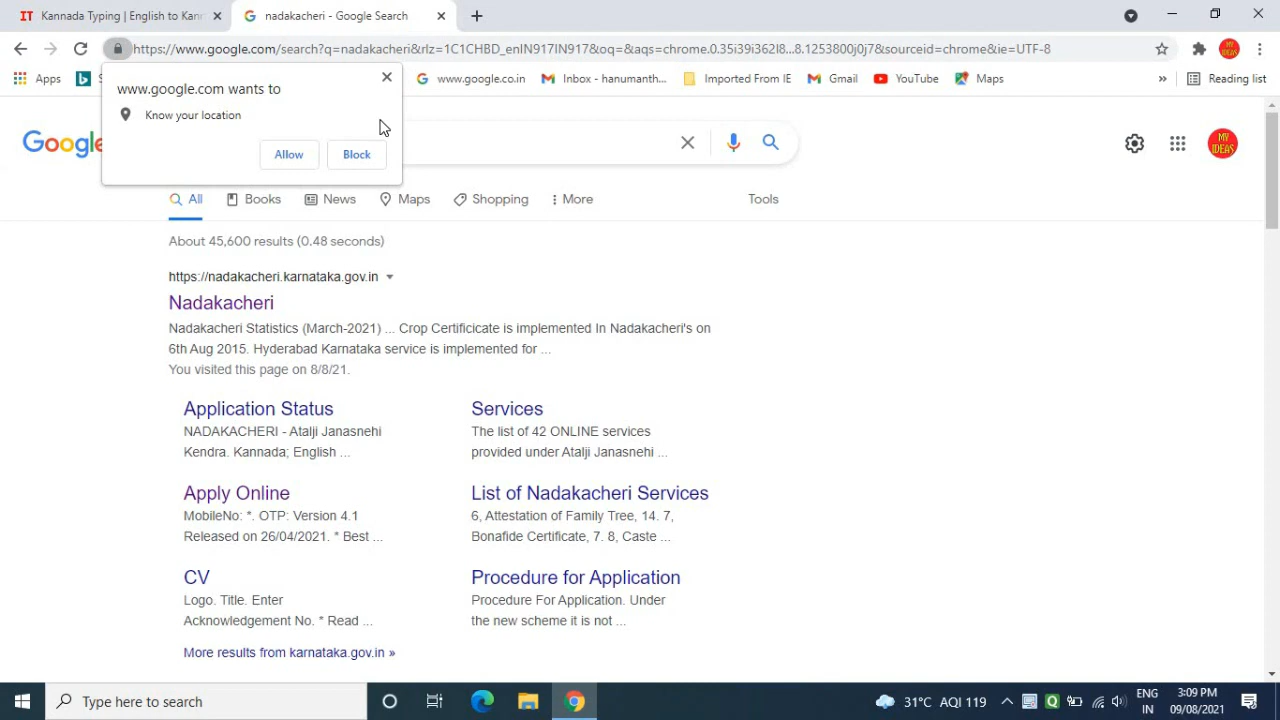 IT Kannada Typing | English to Kann
nadakacheri - Google Search
https://www.google.com/search?q=nadakacheri&rlz=1C1CHBD_enIN917IN917&oq=&aqs=chrome.0.35i39i362l8...8.1253800j0j7&sourceid=chrome&ie=UTF-8
Apps
www.google.co.in
Inbox - hanumanth...
Imported From IE
Gmail
YouTube
Maps
»
Reading list
www.google.com wants to
Know your location
Allow
Block
Google
MY IDEAS
All
Books
News
Maps
Shopping
More
Tools
About 45,600 results (0.48 seconds)
https://nadakacheri.karnataka.gov.in
Nadakacheri
Nadakacheri Statistics (March-2021) ... Crop Certificicate is implemented In Nadakacheri's on
6th Aug 2015. Hyderabad Karnataka service is implemented for ...
You visited this page on 8/8/21.
Application Status
NADAKACHERI - Atalji Janasnehi
Kendra. Kannada; English ...
Services
The list of 42 ONLINE services
provided under Atalji Janasnehi ...
Apply Online
MobileNo: *. OTP: Version 4.1
Released on 26/04/2021. * Best ...
List of Nadakacheri Services
6, Attestation of Family Tree, 14. 7,
Bonafide Certificate, 7. 8, Caste ...
CV
Logo. Title. Enter
Acknowledgement No. * Read ...
Procedure for Application
Procedure For Application. Under
the new scheme it is not ...
More results from karnataka.gov.in »
Type here to search
31°C AQI 119
ENG
IN
3:09 PM
09/08/2021